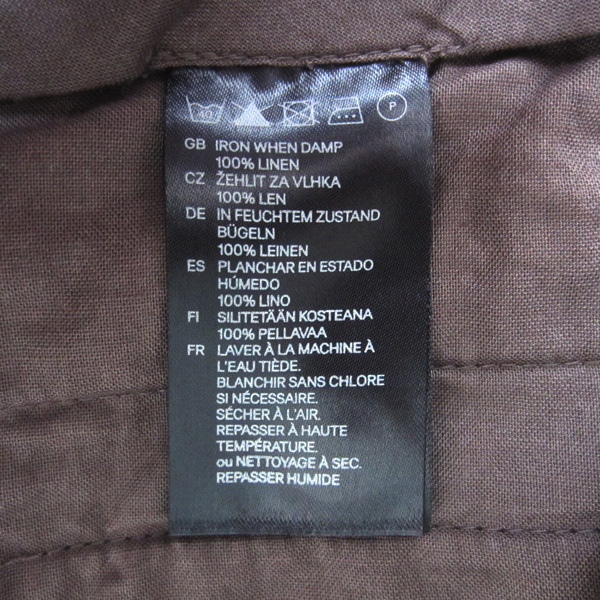 40 P
GB IRON WHEN DAMP
100% LINEN
CZ ŽEHLIT ZA VLHKA
100% LEN
DE IN FEUCHTEM ZUSTAND
BÜGELN
100% LEINEN
ES PLANCHAR EN ESTADO
HÚMEDO
100% LINO
FI SILITETÄÄN KOSTEANA
100% PELLAVAA
FR LAVER À LA MACHINE À
L'EAU TIÈDE.
BLANCHIR SANS CHLORE
SI NÉCESSAIRE.
SÉCHER À L'AIR.
REPASSER À HAUTE
TEMPÉRATURE.
ou NETTOYAGE À SEC.
REPASSER HUMIDE